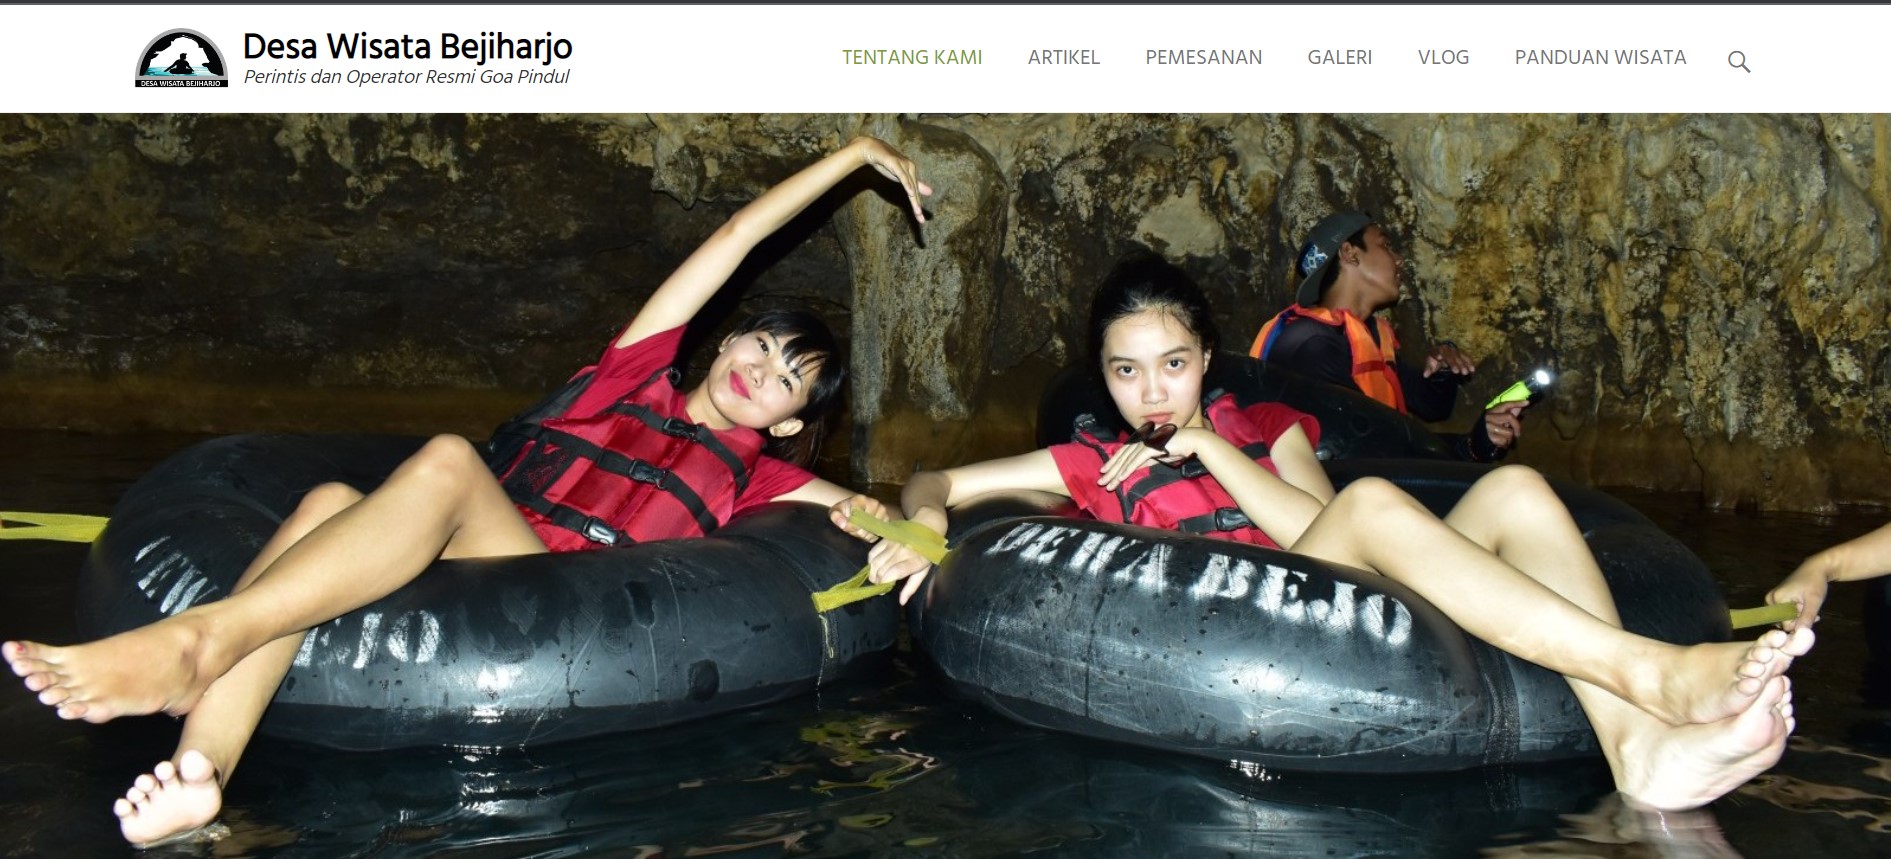 Desa Wisata Bejiharjo
Perintis dan Operator Resmi Goa Pindul
DESA WISATA BEJIHARJO
TENTANG KAMI ARTIKEL PEMESANAN GALERI VLOG PANDUAN WISATA
DEWA BEJO